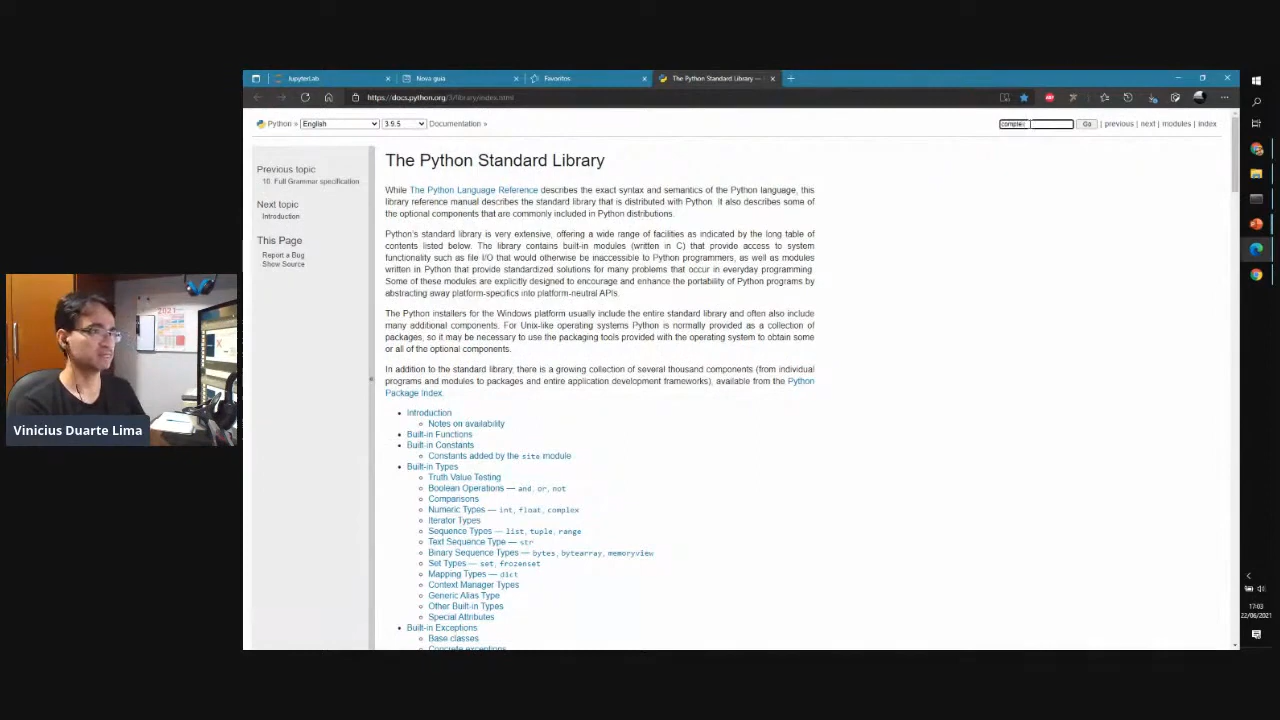 JupyterLab
Nova guia
Favoritos
The Python Standard Library —
https://docs.python.org/3/library/index.html
Python »
English
3.9.5
Documentation »
Go
| previous | next | modules | index
Previous topic
10. Full Grammar specification
Next topic
Introduction
This Page
Report a Bug
Show Source
The Python Standard Library
While The Python Language Reference describes the exact syntax and semantics of the Python language, this
library reference manual describes the standard library that is distributed with Python. It also describes some of
the optional components that are commonly included in Python distributions.
Python's standard library is very extensive, offering a wide range of facilities as indicated by the long table of
contents listed below. The library contains built-in modules (written in C) that provide access to system
functionality such as file I/O that would otherwise be inaccessible to Python programmers, as well as modules
written in Python that provide standardized solutions for many problems that occur in everyday programming.
Some of these modules are explicitly designed to encourage and enhance the portability of Python programs by
abstracting away platform-specifics into platform-neutral APIs.
The Python installers for the Windows platform usually include the entire standard library and often also include
many additional components. For Unix-like operating systems Python is normally provided as a collection of
packages, so it may be necessary to use the packaging tools provided with the operating system to obtain some
or all of the optional components.
In addition to the standard library, there is a growing collection of several thousand components (from individual
programs and modules to packages and entire application development frameworks), available from the Python
Package Index.
Introduction
Notes on availability
Built-in Functions
Built-in Constants
Constants added by the site module
Built-in Types
Truth Value Testing
Boolean Operations — and, or, not
Comparisons
Numeric Types — int, float, complex
Iterator Types
Sequence Types — list, tuple, range
Text Sequence Type — str
Binary Sequence Types — bytes, bytearray, memoryview
Set Types — set, frozenset
Mapping Types — dict
Context Manager Types
Generic Alias Type
Other Built-in Types
Special Attributes
Built-in Exceptions
Base classes
Concrete exceptions
2021
Vinicius Duarte Lima
17:03
22/06/2021